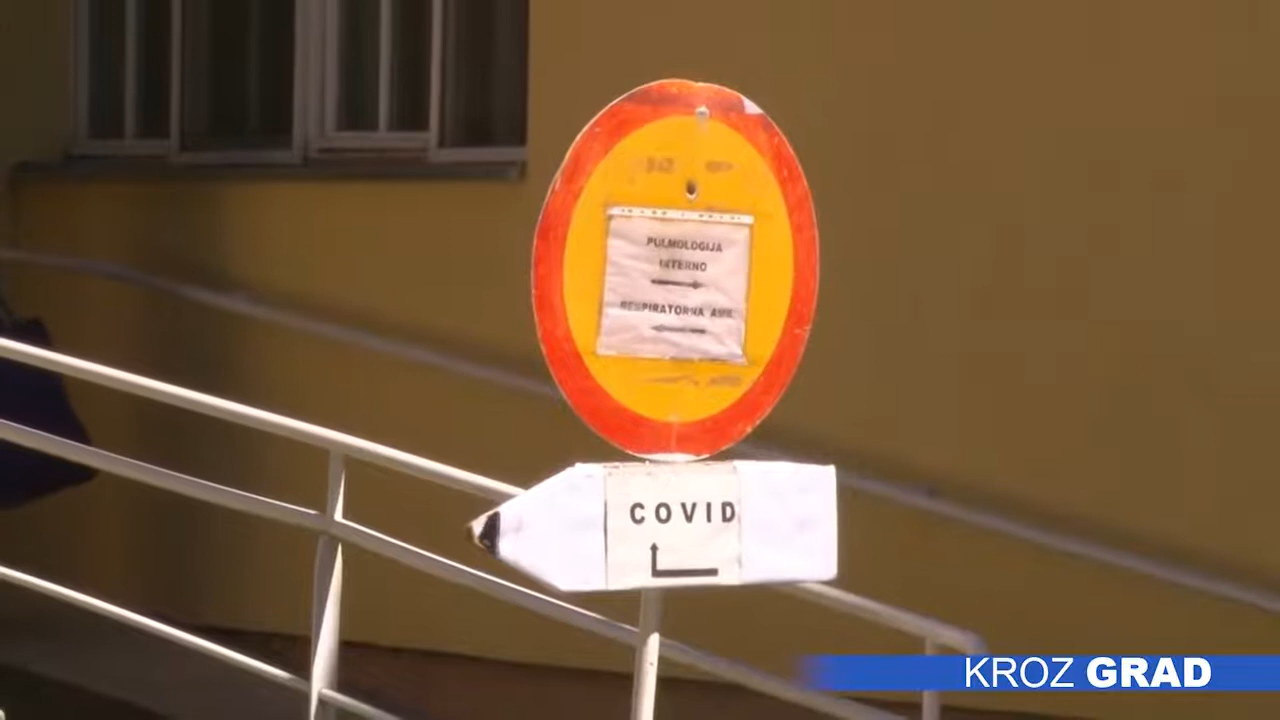 PULMOLOGIJA
INTERNO
RESPIRATORNA AMB.
COVID
KROZ GRAD